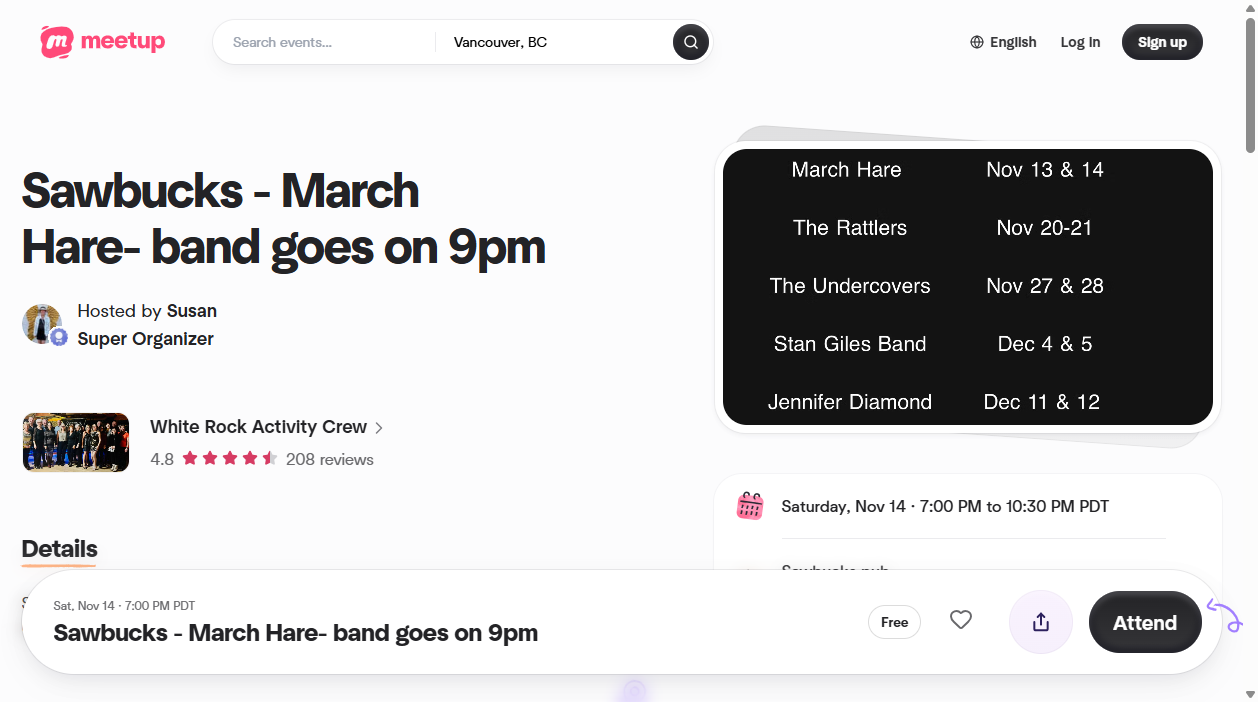 meetup
Search events...
Vancouver, BC
English
Log in
Sign up
Sawbucks - March
Hare- band goes on 9pm
Hosted by Susan
Super Organizer
White Rock Activity Crew
4.8
208 reviews
Details
March Hare Nov 13 & 14
The Rattlers Nov 20-21
The Undercovers Nov 27 & 28
Stan Giles Band Dec 4 & 5
Jennifer Diamond Dec 11 & 12
Saturday, Nov 14 · 7:00 PM to 10:30 PM PDT
Sawbucks pub
Sat, Nov 14 · 7:00 PM PDT
Sawbucks - March Hare- band goes on 9pm
Free
Attend